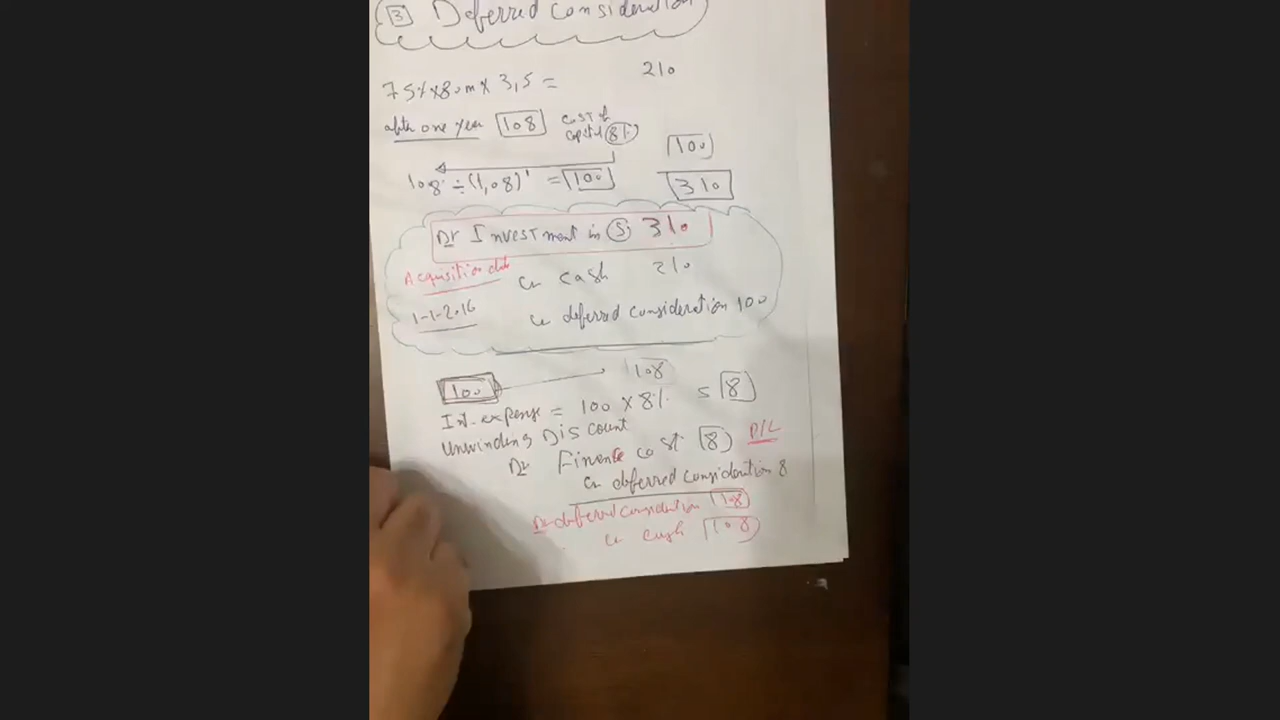 3 Deferred Consideration
75% x 80m x 3,5 = 210
after one year 108 cost of capital 8%
100
108 ÷ (1,08)¹ = 100 310
Dr Investment in S 310
Acquisition date
Cr cash 210
1-1-2016
Cr deferred consideration 100
100 108
Int-expense = 100 x 8% = 8
Unwinding Discount
Dr Finance cost 8 P/L
Cr deferred consideration 8
Dr deferred consideration 108
Cr cash 108